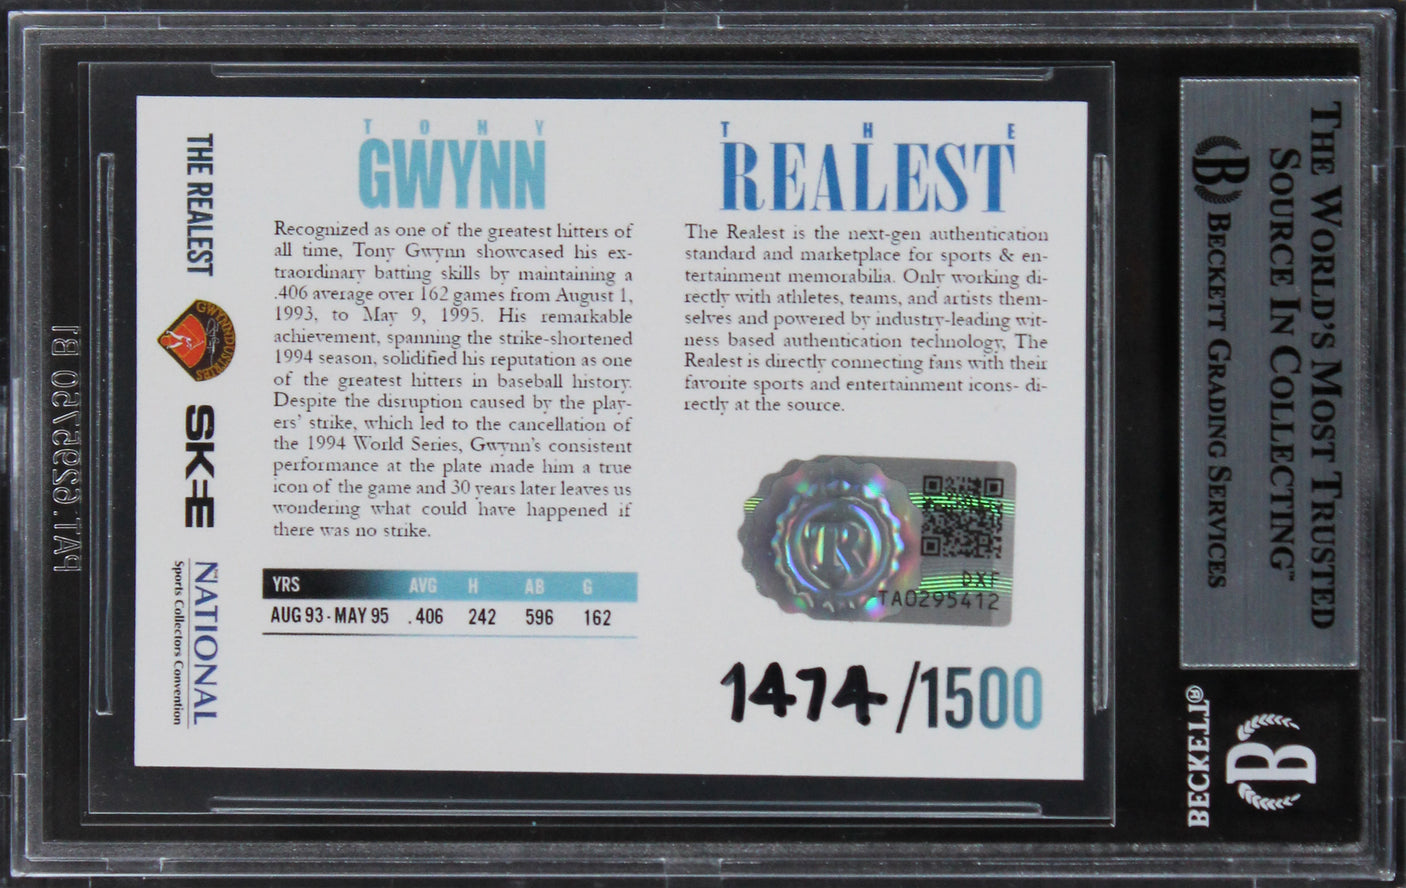 TONY
GWYNN
Recognized as one of the greatest hitters of
all time, Tony Gwynn showcased his ex-
traordinary batting skills by maintaining a
.406 average over 162 games from August 1,
1993, to May 9, 1995. His remarkable
achievement, spanning the strike-shortened
1994 season, solidified his reputation as one
of the greatest hitters in baseball history.
Despite the disruption caused by the play-
ers' strike, which led to the cancellation of
the 1994 World Series, Gwynn's consistent
performance at the plate made him a true
icon of the game and 30 years later leaves us
wondering what could have happened if
there was no strike.
YRS AVG H AB G
AUG 93 - MAY 95 .406 242 596 162
THE
REALEST
The Realest is the next-gen authentication
standard and marketplace for sports & en-
tertainment memorabilia. Only working di-
rectly with athletes, teams, and artists them-
selves and powered by industry-leading wit-
ness based authentication technology, The
Realest is directly connecting fans with their
favorite sports and entertainment icons- di-
rectly at the source.
TR
DXF
TA0295412
1474/1500
THE REALEST
GWYNNDUSTRIES
SKEE
NATIONAL
Sports Collectors Convention
THE WORLD'S MOST TRUSTED
SOURCE IN COLLECTING™
B BECKETT GRADING SERVICES
BECKETT®
B